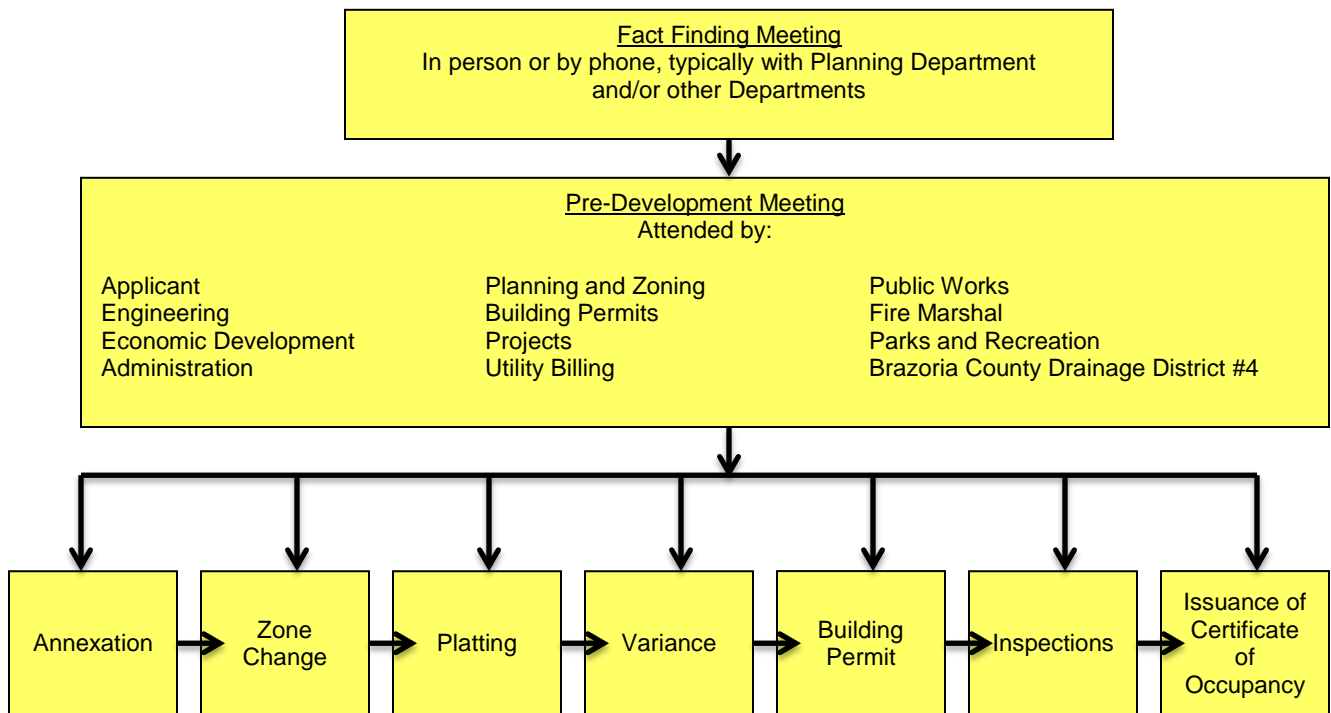 Fact Finding Meeting
In person or by phone, typically with Planning Department
and/or other Departments
Pre-Development Meeting
Attended by:
Applicant
Engineering
Economic Development
Administration
Planning and Zoning
Building Permits
Projects
Utility Billing
Public Works
Fire Marshal
Parks and Recreation
Brazoria County Drainage District #4
Annexation
Zone
Change
Platting
Variance
Building
Permit
Inspections
Issuance of
Certificate
of
Occupancy